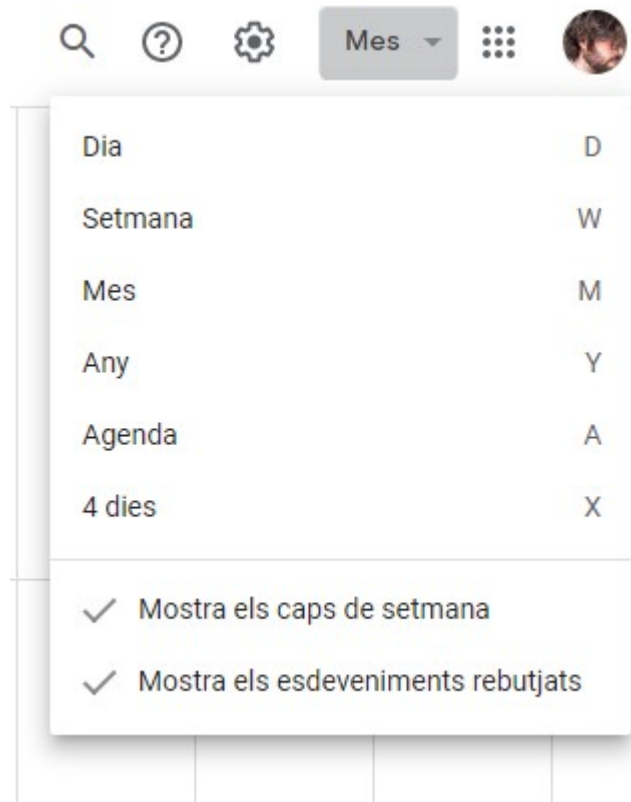 Mes
Dia D
Setmana W
Mes M
Any Y
Agenda A
4 dies X
Mostra els caps de setmana
Mostra els esdeveniments rebutjats